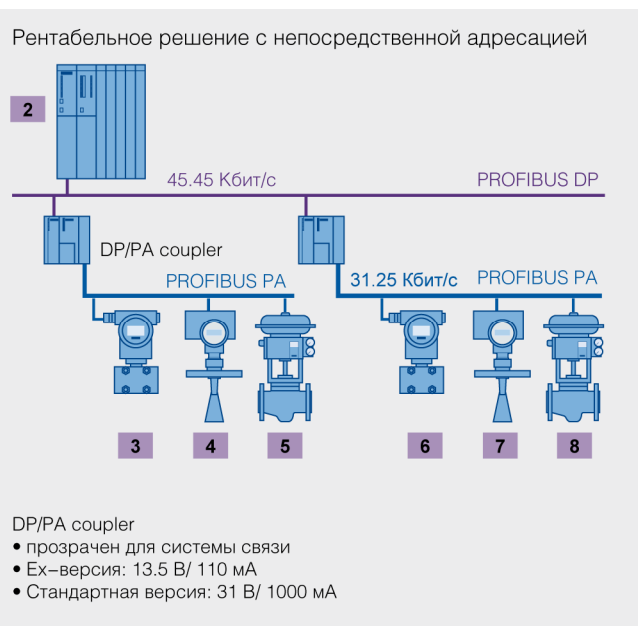 Рентабельное решение с непосредственной адресацией
2
45.45 Кбит/с PROFIBUS DP
DP/PA coupler
PROFIBUS PA 31.25 Кбит/с PROFIBUS PA
3 4 5 6 7 8
DP/PA coupler
• прозрачен для системы связи
• Ex–версия: 13.5 В/ 110 мА
• Стандартная версия: 31 В/ 1000 мА